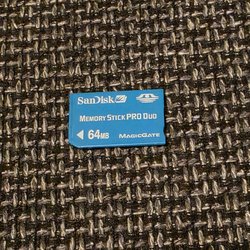 SanDisk
MEMORY STICK PRO DUO
64MB MAGICGATE